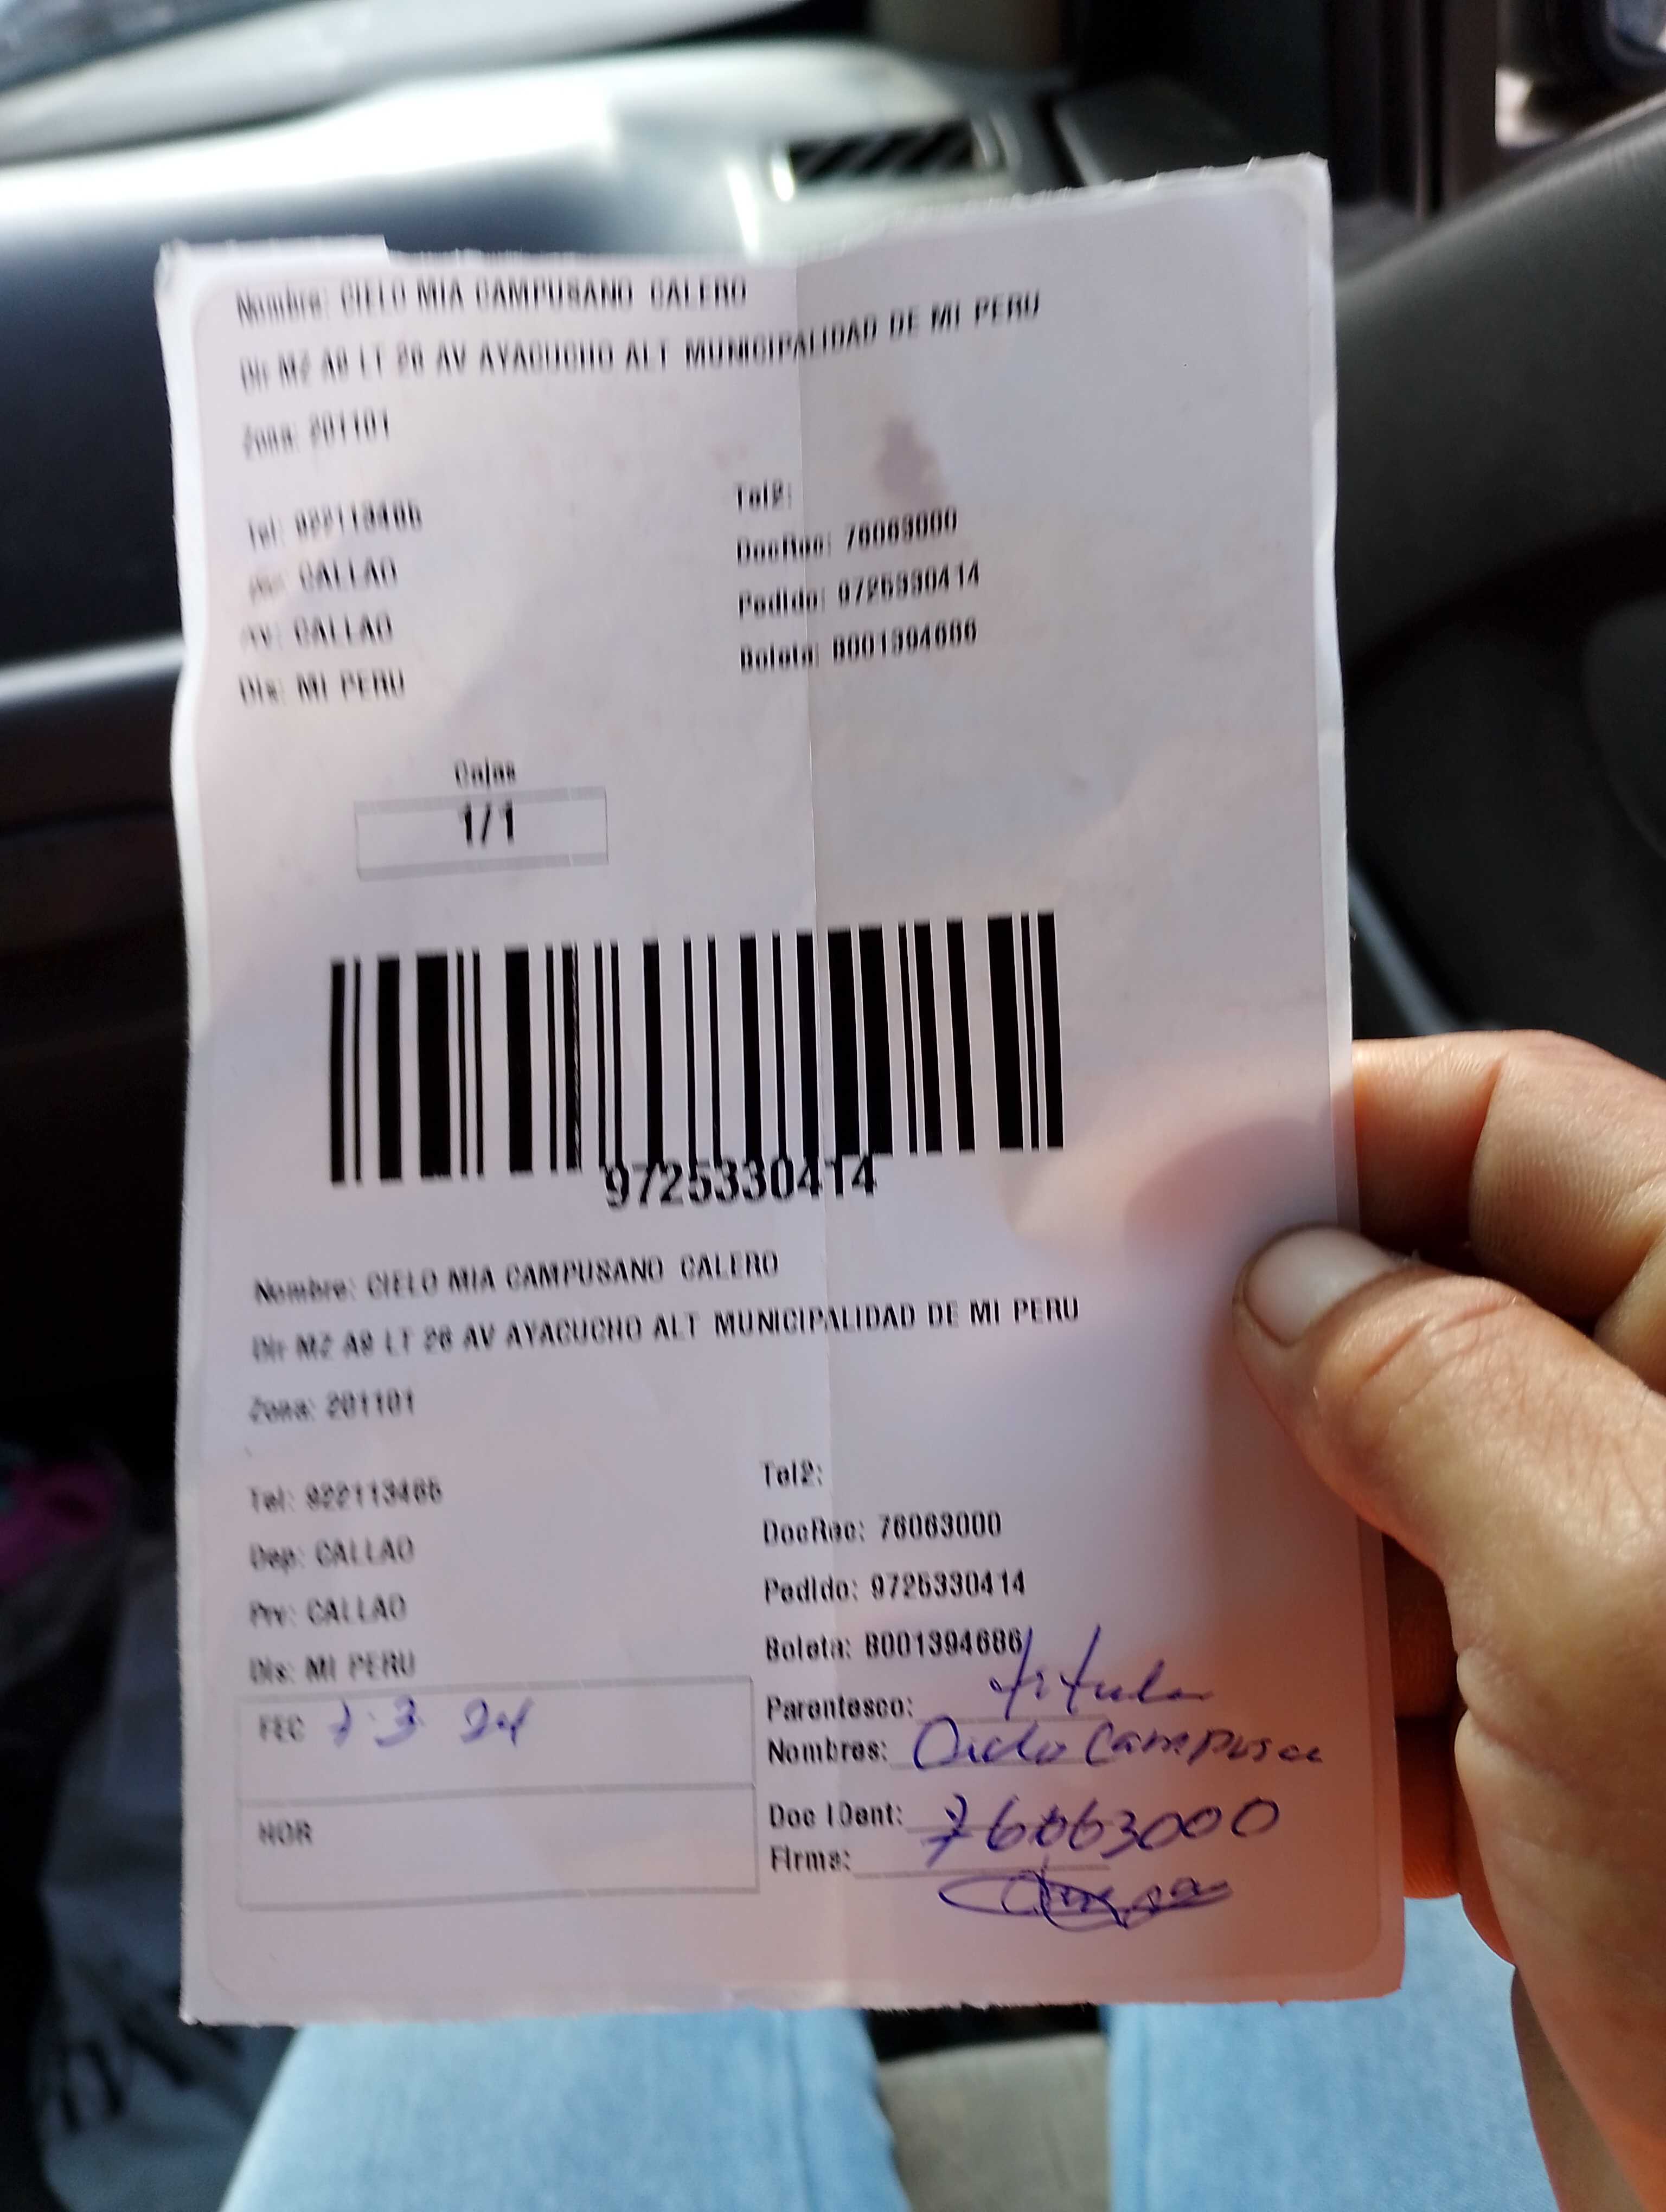 Nombre: CIELO MIA CAMPUSANO CALERO
Dir MZ A9 LT 26 AV AYACUCHO ALT MUNICIPALIDAD DE MI PERU
Zona: 201101
Tel: 922113465
Tel2:
DocRec: 76063000
CALLAO
Pedido: 9725330414
CALLAO
Boleta: B001394686
Dis: MI PERU
Cajas
1/1
9725330414
Nombre: CIELO MIA CAMPUSANO CALERO
Dir MZ A9 LT 26 AV AYACUCHO ALT MUNICIPALIDAD DE MI PERU
Zona: 201101
Tel: 922113465
Tel2:
Dep: CALLAO
DocRec: 76063000
Prv: CALLAO
Pedido: 9725330414
Dis: MI PERU
Boleta: B001394686
FEC 7 3 24
Parentesco: titular
Nombres: Cielo Campusa
HOR
Doc IDent: 76063000
Firma: